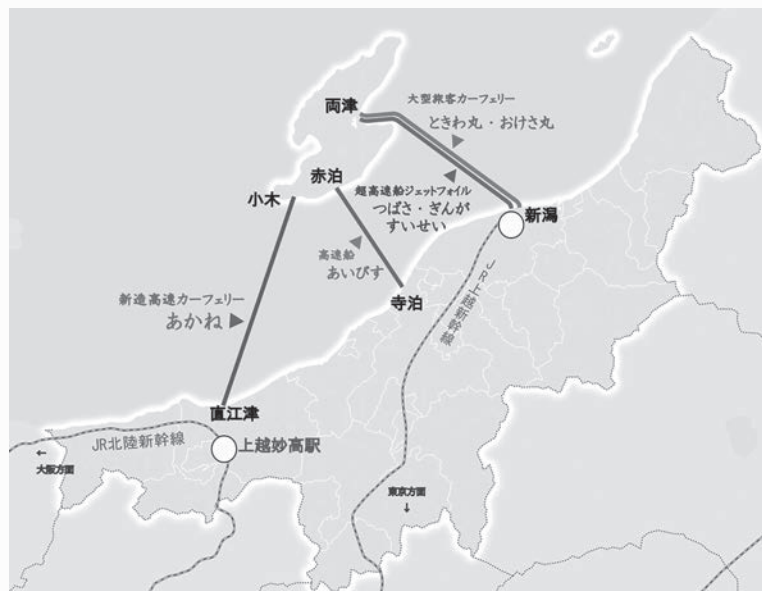 両津
大型旅客カーフェリー
ときわ丸・おけさ丸
赤泊
小木
超高速船ジェットフォイル
つばさ・ぎんが
すいせい
新潟
高速船
あいびす
新造高速カーフェリー
あかね
寺泊
JR上越新幹線
直江津
JR北陸新幹線
上越妙高駅
←
大阪方面
東京方面
↓